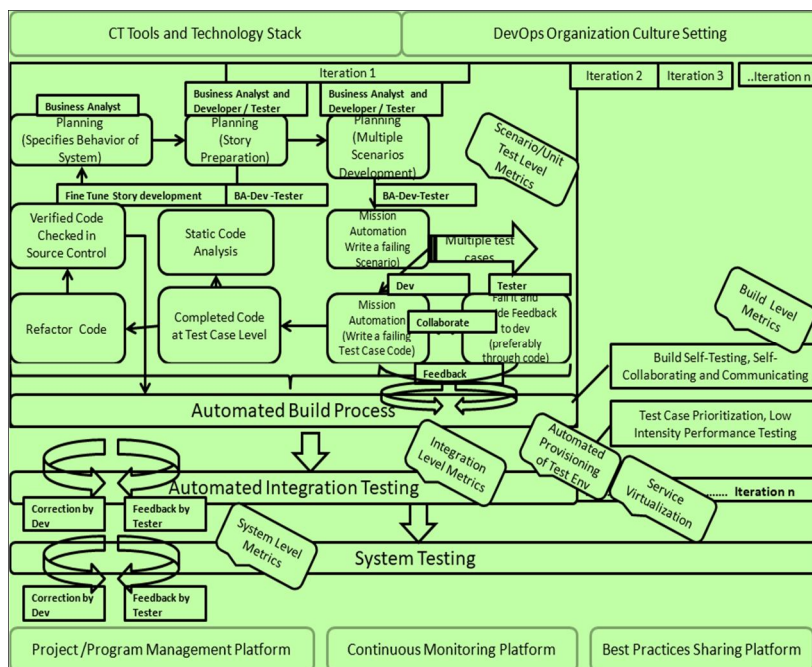 CT Tools and Technology Stack
DevOps Organization Culture Setting
Iteration 1
Iteration 2
Iteration 3
..Iteration n
Business Analyst
Business Analyst and
Developer / Tester
Business Analyst and
Developer / Tester
Planning
(Specifies Behavior of
System)
Planning
(Story
Preparation)
Planning
(Multiple
Scenarios
Development)
Scenario/Unit
Test Level
Metrics
Fine Tune Story development
BA-Dev -Tester
BA-Dev-Tester
Verified Code
Checked in
Source Control
Static Code
Analysis
Mission
Automation
Write a failing
Scenario)
Multiple test
cases
Dev
Tester
Refactor Code
Completed Code
at Test Case Level
Mission
Automation
(Write a failing
Test Case Code)
Collaborate
Fail it and
Feedback
to dev
(preferably
through code)
Build Level
Metrics
Feedback
Build Self-Testing, Self-
Collaborating and Communicating
Automated Build Process
Test Case Prioritization, Low
Intensity Performance Testing
Integration
Level Metrics
Automated
Provisioning
of Test Env
Service
Virtualization
Automated Integration Testing
........ Iteration n
Correction by
Dev
Feedback by
Tester
System Level
Metrics
System Testing
Correction by
Dev
Feedback by
Tester
Project /Program Management Platform
Continuous Monitoring Platform
Best Practices Sharing Platform